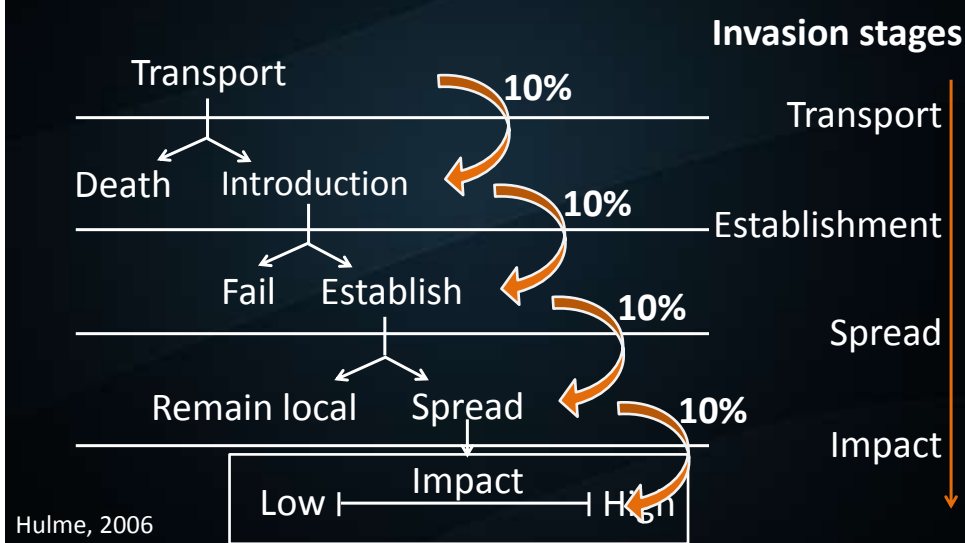 Invasion stages
Transport
10%
Transport
Death
Introduction
10%
Establishment
Fail
Establish
10%
Spread
Remain local
Spread
10%
Impact
Impact
Low
High
Hulme, 2006